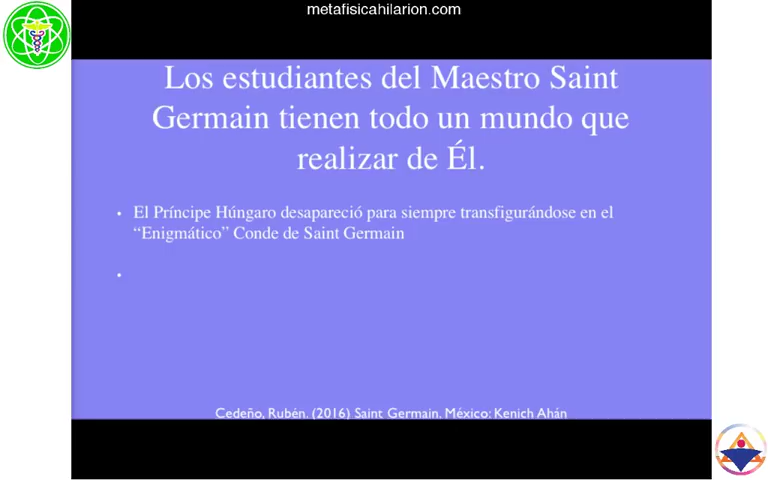 metafisicahilarion.com
Los estudiantes del Maestro Saint
Germain tienen todo un mundo que
realizar de Él.
• El Príncipe Húngaro desapareció para siempre transfigurándose en el
“Enigmático” Conde de Saint Germain
•
Cedeño, Rubén. (2016) Saint Germain. México: Kenich Ahán